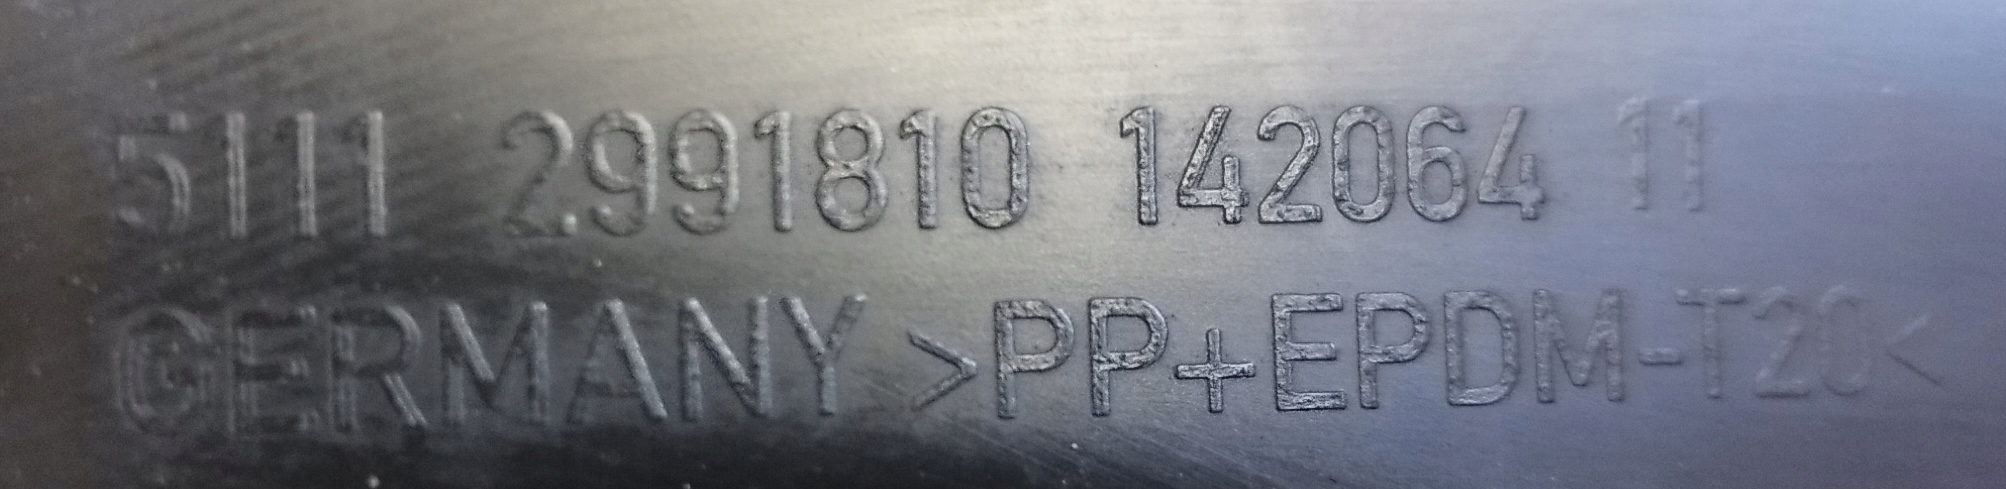 5111 2991810 142064 11
GERMANY >PP+EPDM-T20<